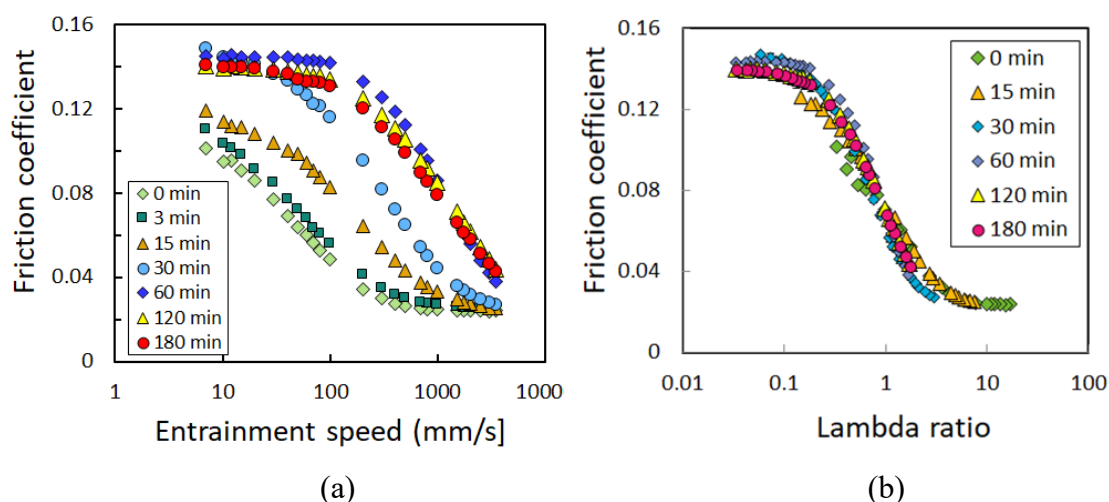 0.16
0.12
0.08
0.04
0
Friction coefficient
0 min
3 min
15 min
30 min
60 min
120 min
180 min
1 10 100 1000 1000
Entrainment speed (mm/s]
(a)
0.16
0.12
0.08
0.04
0
Friction coefficient
0 min
15 min
30 min
60 min
120 min
180 min
0.01 0.1 1 10 100
Lambda ratio
(b)